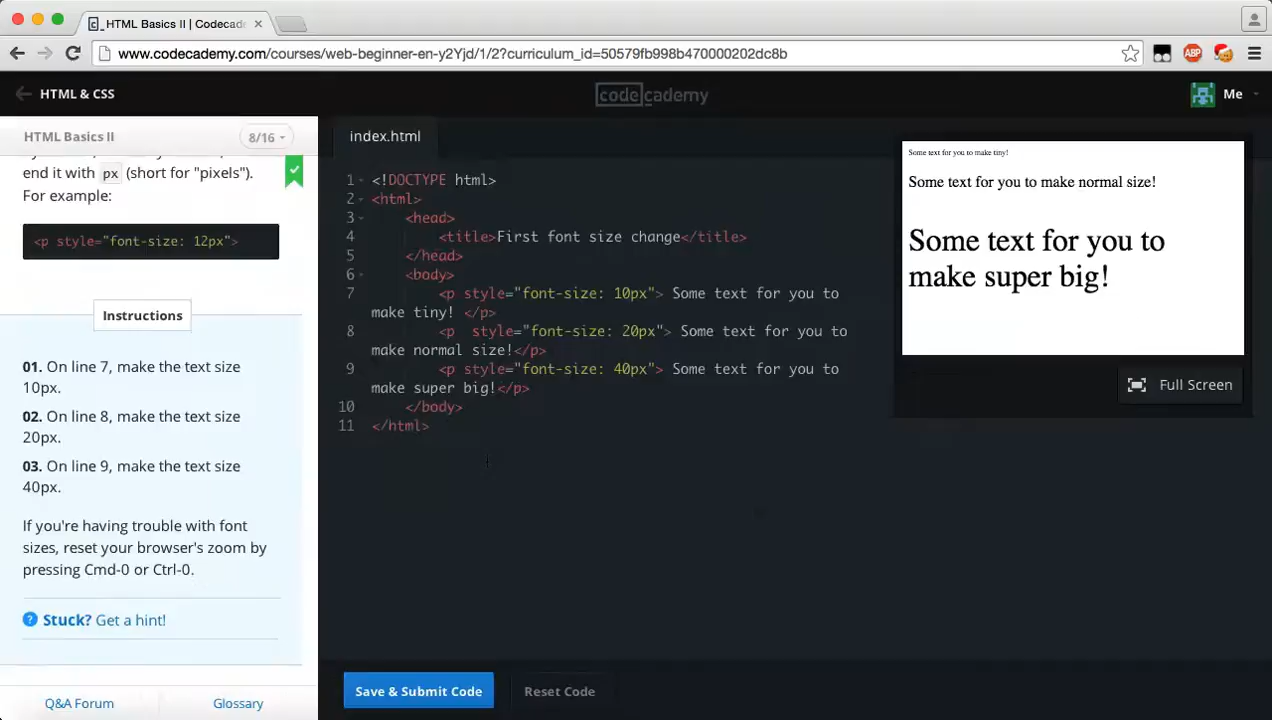 HTML Basics II | Codecad
www.codecademy.com/courses/web-beginner-en-y2Yjd/1/2?curriculum_id=50579fb998b470000202dc8b
ABP
HTML & CSS
codecademy
Me
HTML Basics II
8/16
end it with px (short for "pixels").
For example:
<p style="font-size: 12px">
Instructions
01. On line 7, make the text size
10px.
02. On line 8, make the text size
20px.
03. On line 9, make the text size
40px.
If you're having trouble with font
sizes, reset your browser's zoom by
pressing Cmd-0 or Ctrl-0.
? Stuck? Get a hint!
Q&A Forum
Glossary
index.html
1 <!DOCTYPE html>
2 <html>
3 <head>
4 <title>First font size change</title>
5 </head>
6 <body>
7 <p style="font-size: 10px"> Some text for you to
make tiny! </p>
8 <p  style="font-size: 20px"> Some text for you to
make normal size!</p>
9 <p style="font-size: 40px"> Some text for you to
make super big!</p>
10 </body>
11 </html>
Save & Submit Code
Reset Code
Some text for you to make tiny!
Some text for you to make normal size!
Some text for you to
make super big!
Full Screen